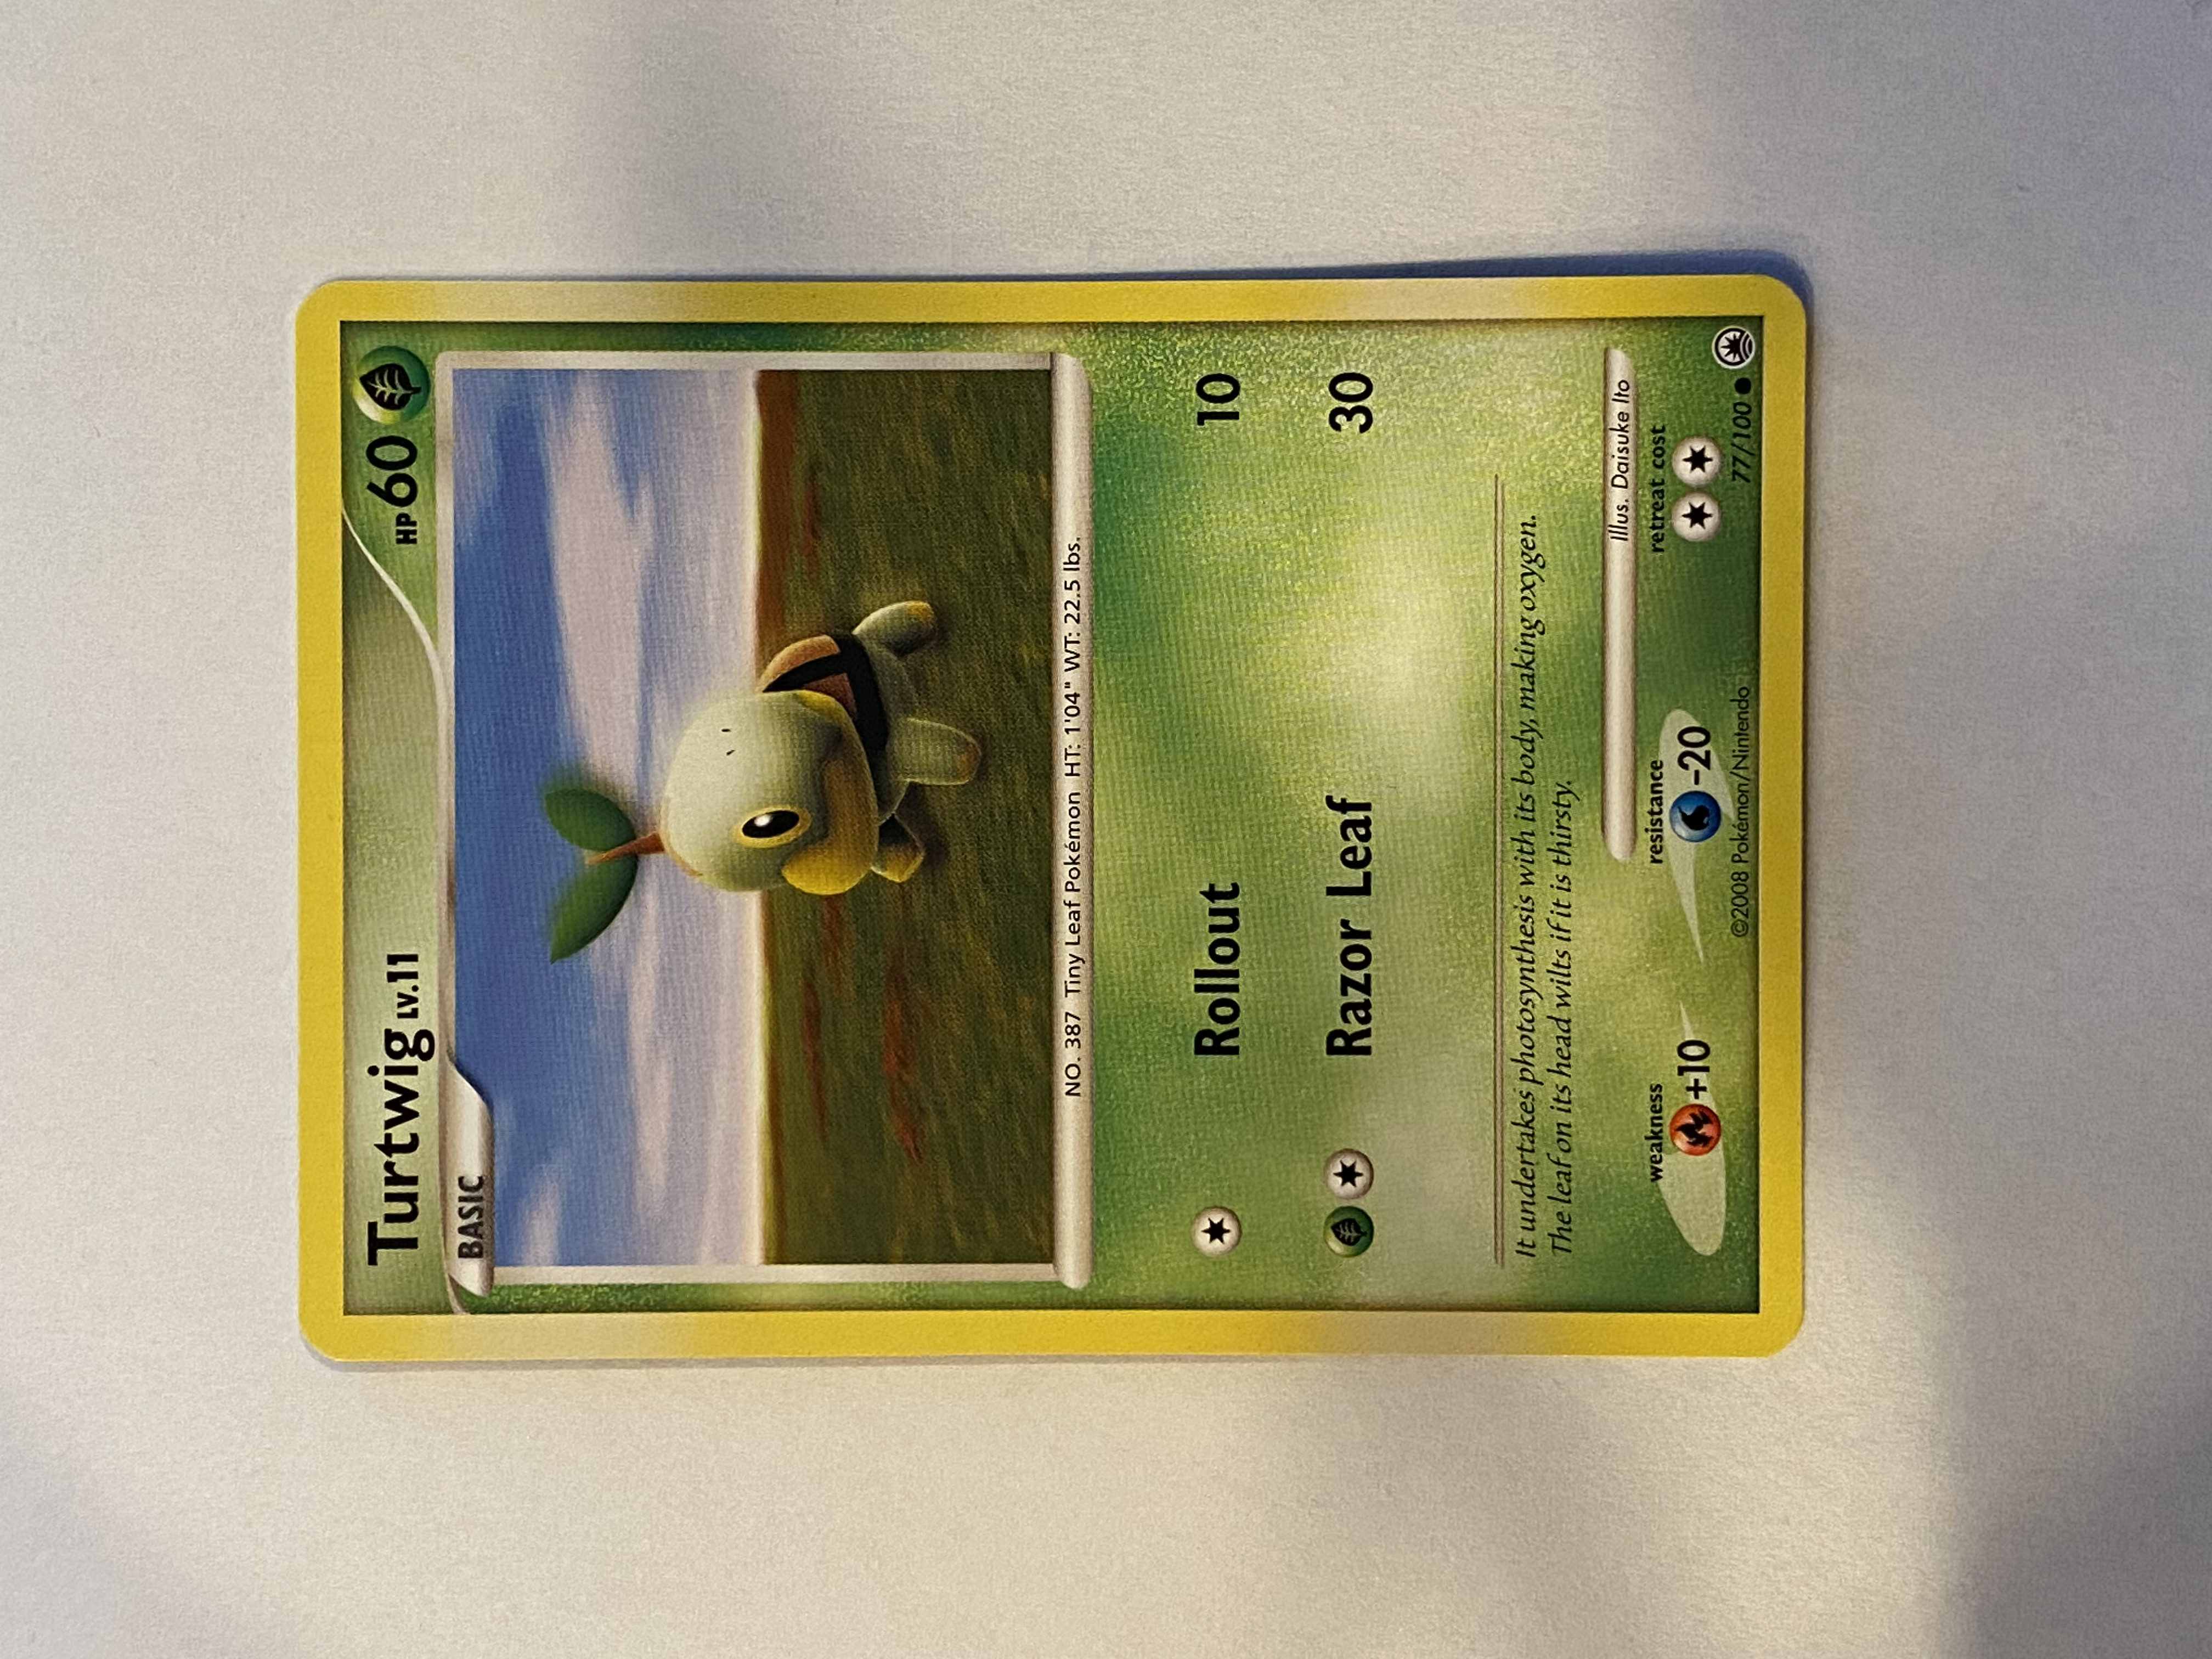 Turtwig LV.11 HP 60
BASIC
NO. 387 Tiny Leaf Pokémon HT: 1'04" WT: 22.5 lbs.
Rollout 10
Razor Leaf 30
It undertakes photosynthesis with its body, making oxygen.
The leaf on its head wilts if it is thirsty.
Illus. Daisuke Ito
weakness resistance retreat cost
+10 -20
©2008 Pokémon/Nintendo 77/100